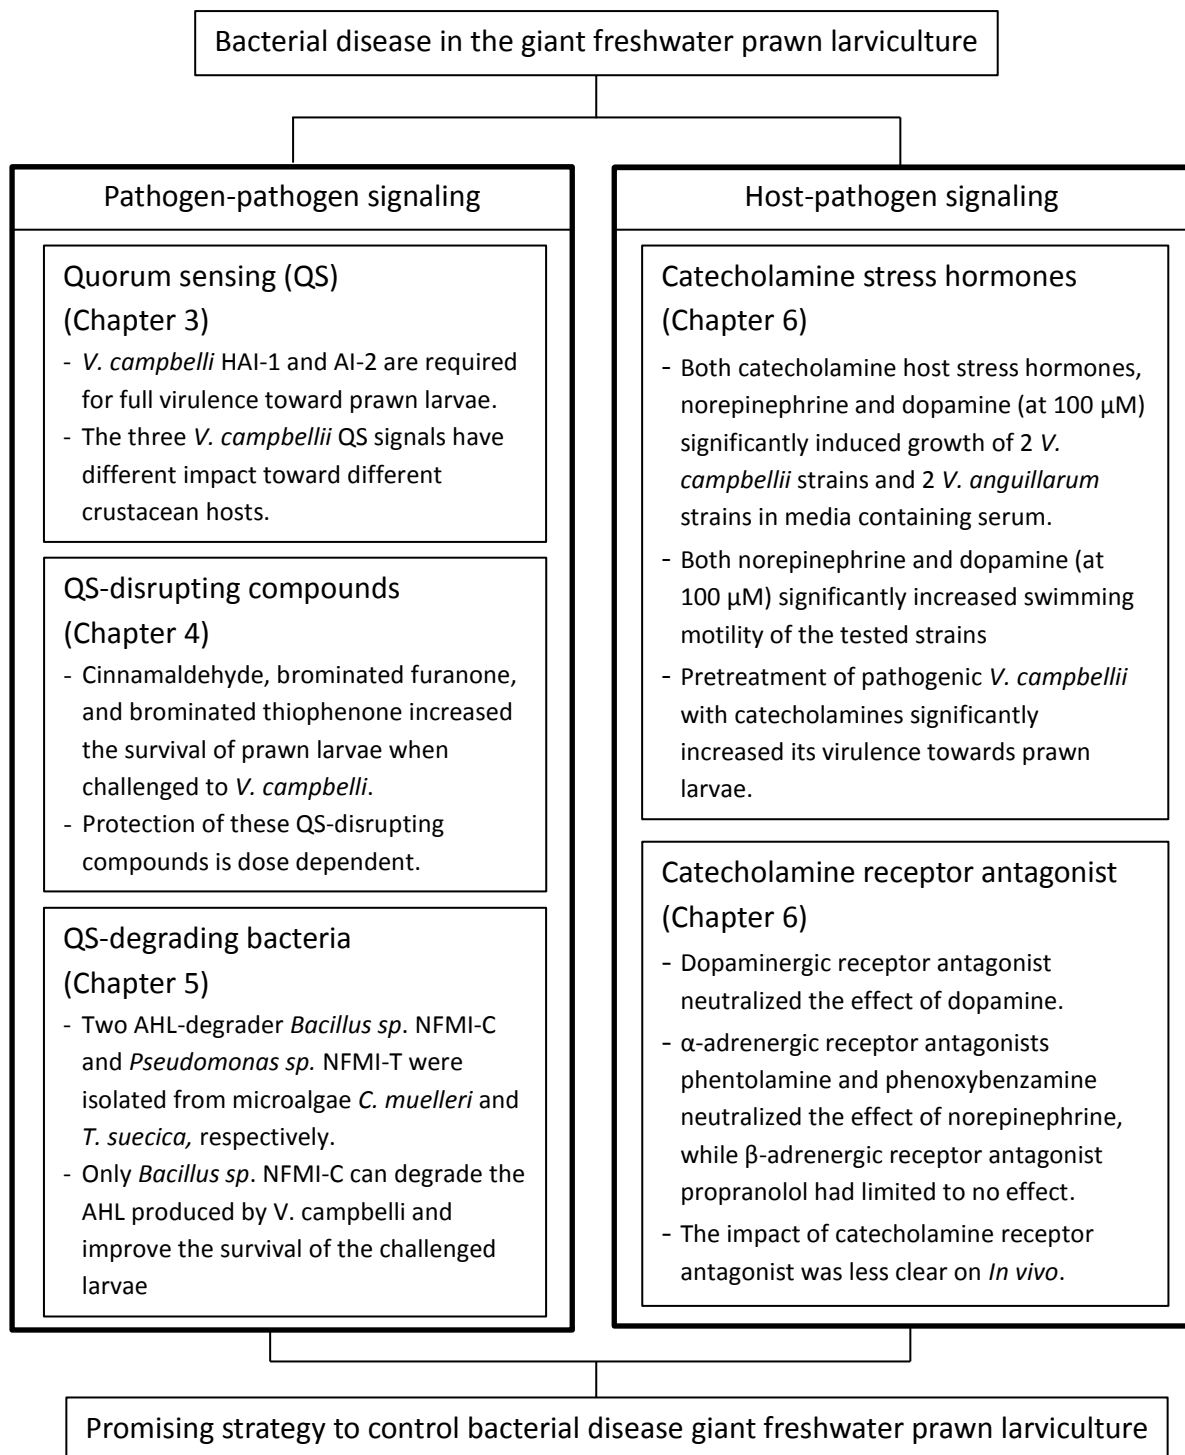 Bacterial disease in the giant freshwater prawn larviculture
Pathogen-pathogen signaling
Quorum sensing (QS)
(Chapter 3)
- V. campbelli HAI-1 and AI-2 are required
for full virulence toward prawn larvae.
- The three V. campbellii QS signals have
different impact toward different
crustacean hosts.
QS-disrupting compounds
(Chapter 4)
- Cinnamaldehyde, brominated furanone,
and brominated thiophenone increased
the survival of prawn larvae when
challenged to V. campbelli.
- Protection of these QS-disrupting
compounds is dose dependent.
QS-degrading bacteria
(Chapter 5)
- Two AHL-degrader Bacillus sp. NFMI-C
and Pseudomonas sp. NFMI-T were
isolated from microalgae C. muelleri and
T. suecica, respectively.
- Only Bacillus sp. NFMI-C can degrade the
AHL produced by V. campbelli and
improve the survival of the challenged
larvae
Host-pathogen signaling
Catecholamine stress hormones
(Chapter 6)
- Both catecholamine host stress hormones,
norepinephrine and dopamine (at 100 µM)
significantly induced growth of 2 V.
campbellii strains and 2 V. anguillarum
strains in media containing serum.
- Both norepinephrine and dopamine (at
100 µM) significantly increased swimming
motility of the tested strains
- Pretreatment of pathogenic V. campbellii
with catecholamines significantly
increased its virulence towards prawn
larvae.
Catecholamine receptor antagonist
(Chapter 6)
- Dopaminergic receptor antagonist
neutralized the effect of dopamine.
- α-adrenergic receptor antagonists
phentolamine and phenoxybenzamine
neutralized the effect of norepinephrine,
while β-adrenergic receptor antagonist
propranolol had limited to no effect.
- The impact of catecholamine receptor
antagonist was less clear on In vivo.
Promising strategy to control bacterial disease giant freshwater prawn larviculture